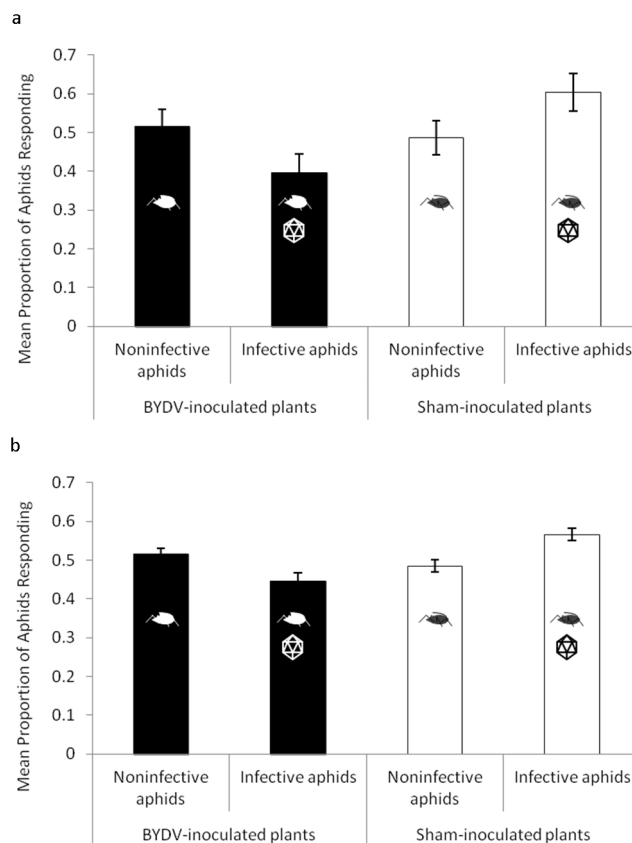 a
Mean Proportion of Aphids Responding
0.7
0.6
0.5
0.4
0.3
0.2
0.1
0
Noninfective aphids
Infective aphids
Noninfective aphids
Infective aphids
BYDV-inoculated plants
Sham-inoculated plants
b
Mean Proportion of Aphids Responding
0.7
0.6
0.5
0.4
0.3
0.2
0.1
0
Noninfective aphids
Infective aphids
Noninfective aphids
Infective aphids
BYDV-inoculated plants
Sham-inoculated plants